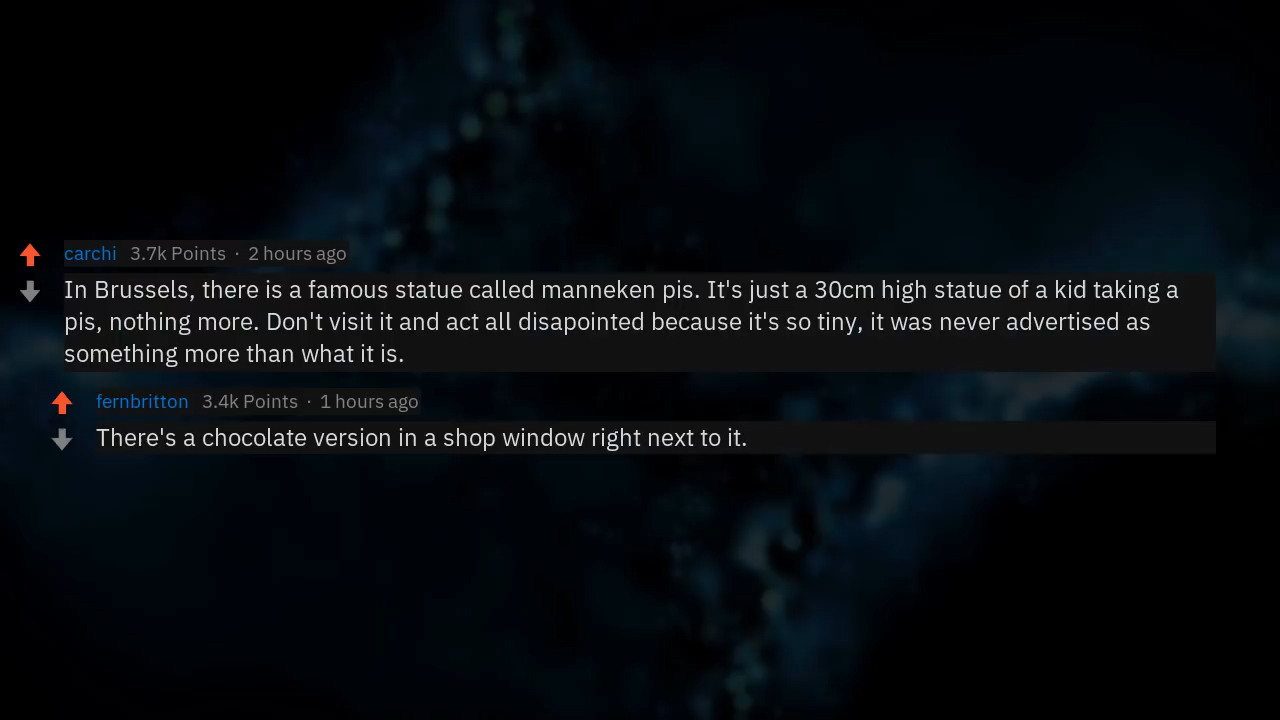 carchi 3.7k Points · 2 hours ago
In Brussels, there is a famous statue called manneken pis. It's just a 30cm high statue of a kid taking a
pis, nothing more. Don't visit it and act all disapointed because it's so tiny, it was never advertised as
something more than what it is.
fernbritton 3.4k Points · 1 hours ago
There's a chocolate version in a shop window right next to it.